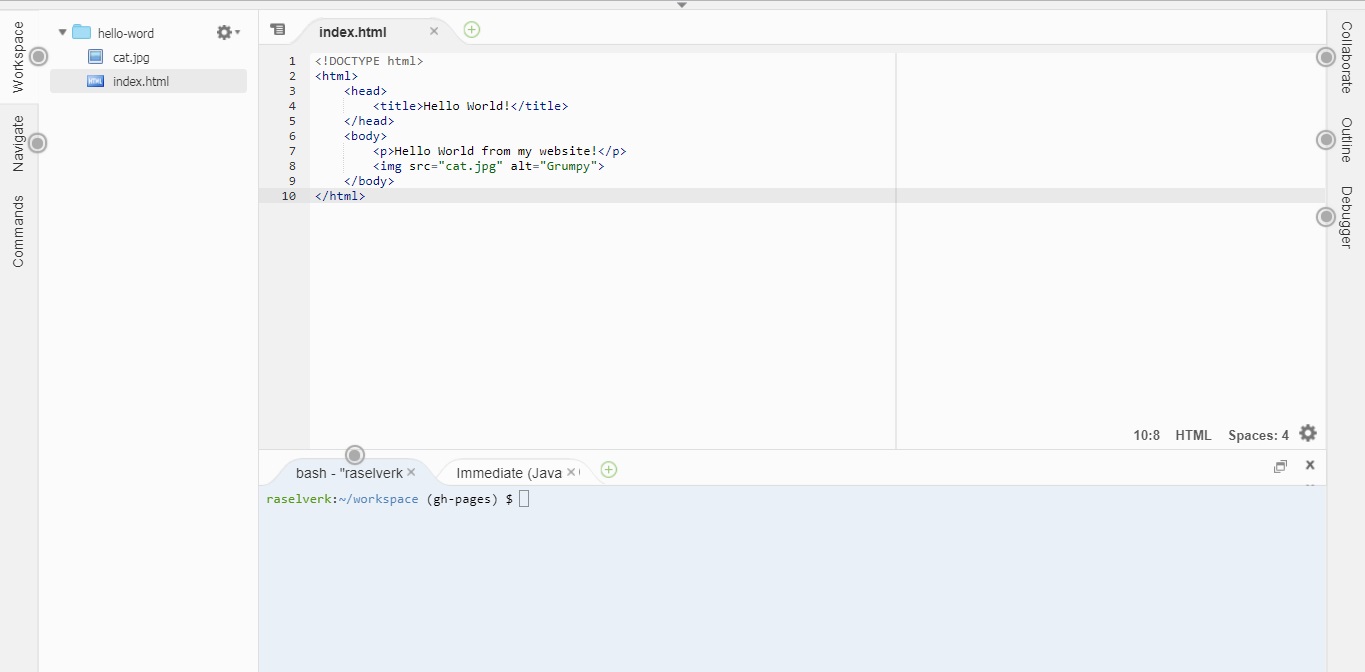 Workspace
Navigate
Commands
hello-word
cat.jpg
index.html
index.html
1 <!DOCTYPE html>
2 <html>
3     <head>
4         <title>Hello World!</title>
5     </head>
6     <body>
7         <p>Hello World from my website!</p>
8         <img src="cat.jpg" alt="Grumpy">
9     </body>
10 </html>
10:8 HTML Spaces: 4
bash - "raselverk
Immediate (Java
raselverk:~/workspace (gh-pages) $
Collaborate
Outline
Debugger